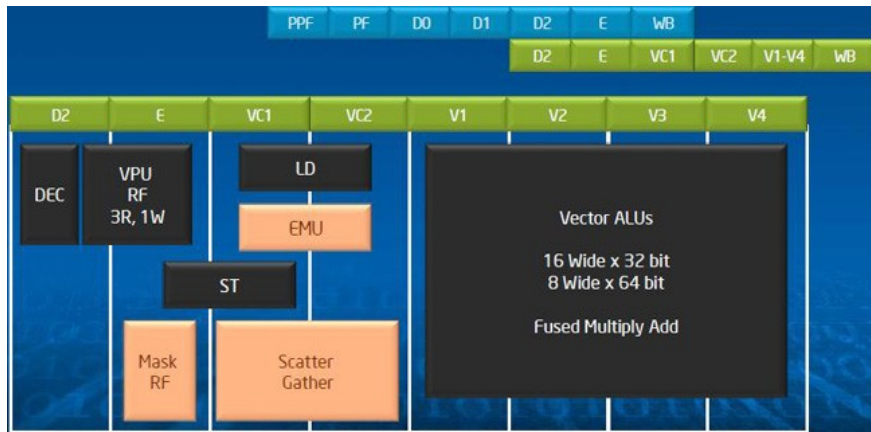 PPF PF D0 D1 D2 E WB
D2 E VC1 VC2 V1-V4 WB
D2 E VC1 VC2 V1 V2 V3 V4
DEC
VPU
RF
3R, 1W
LD
EMU
ST
Mask
RF
Scatter
Gather
Vector ALUs
16 Wide x 32 bit
8 Wide x 64 bit
Fused Multiply Add